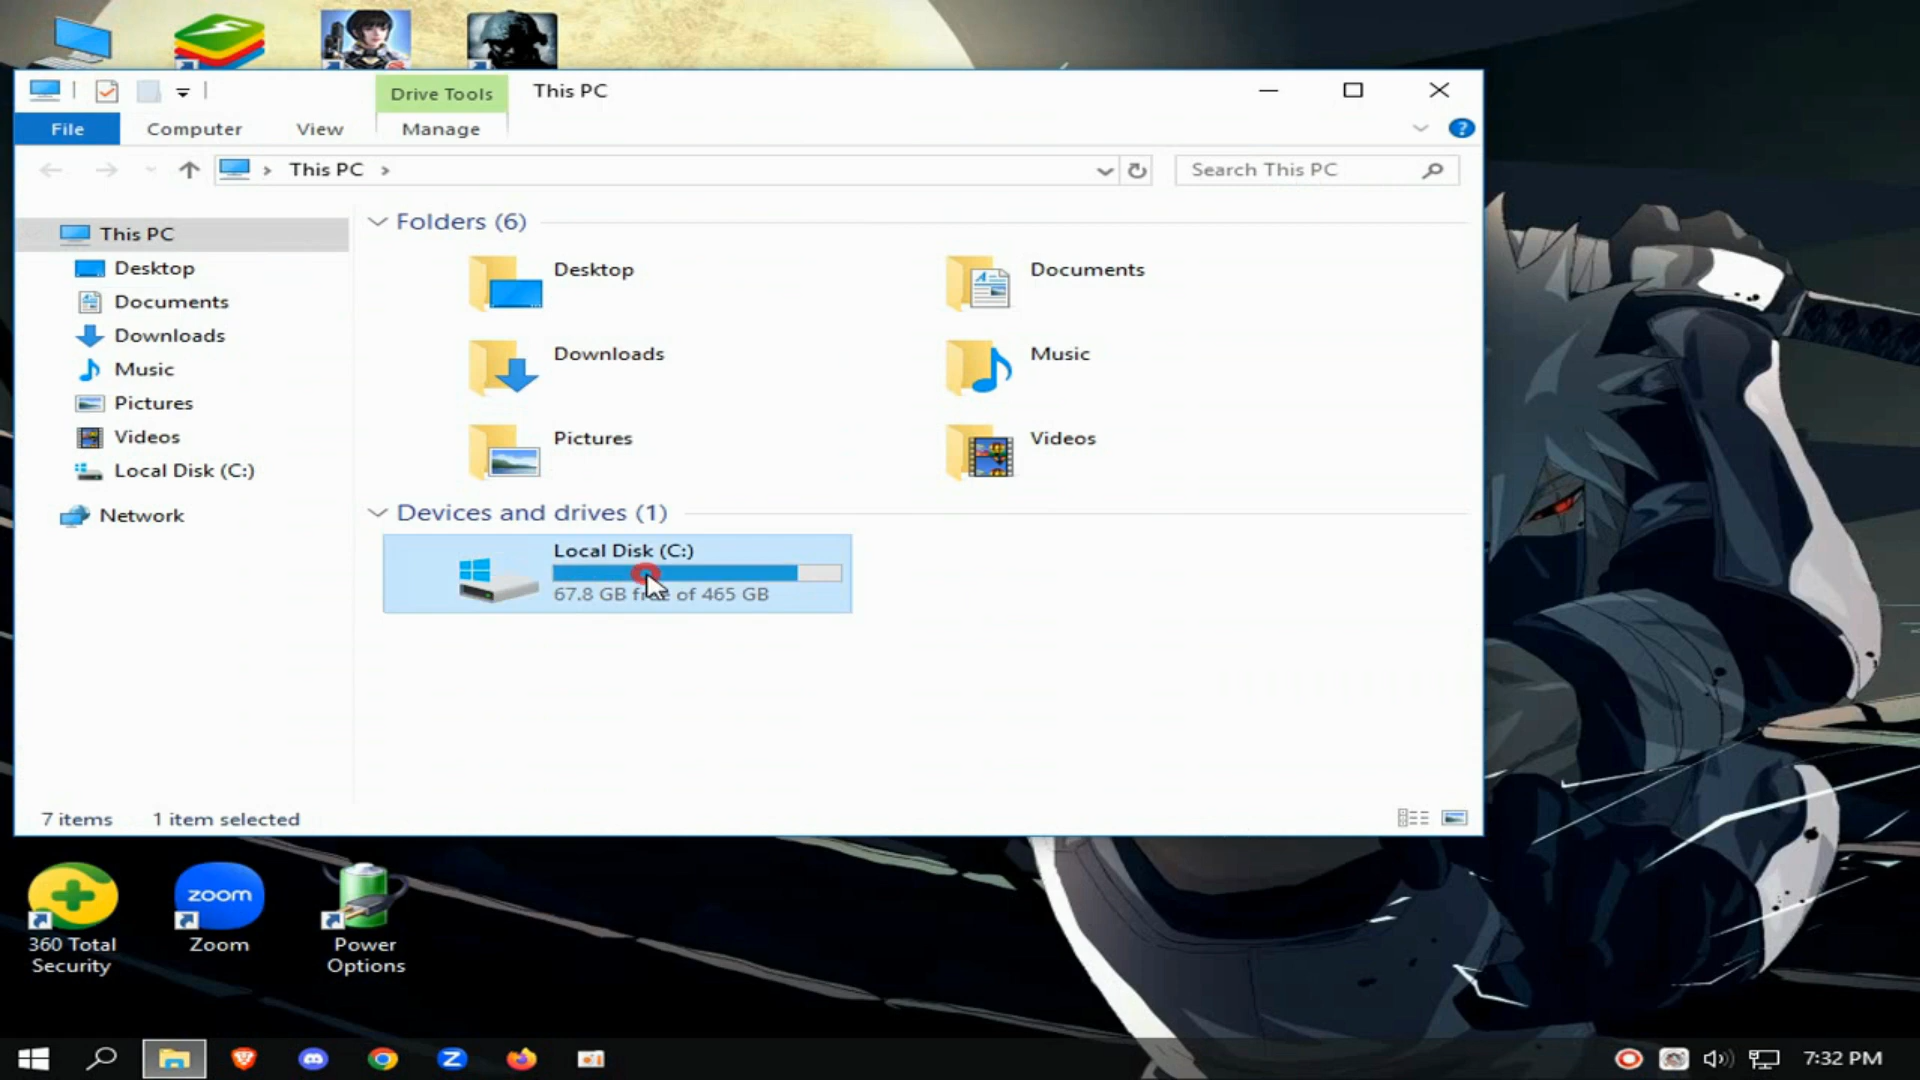 Drive Tools
This PC
File
Computer
View
Manage
?
This PC
Search This PC
This PC
Desktop
Documents
Downloads
Music
Pictures
Videos
Local Disk (C:)
Network
Folders (6)
Desktop
Documents
Downloads
Music
Pictures
Videos
Devices and drives (1)
Local Disk (C:)
67.8 GB free of 465 GB
7 items
1 item selected
zoom
360 Total
Security
Zoom
Power
Options
Z
7:32 PM